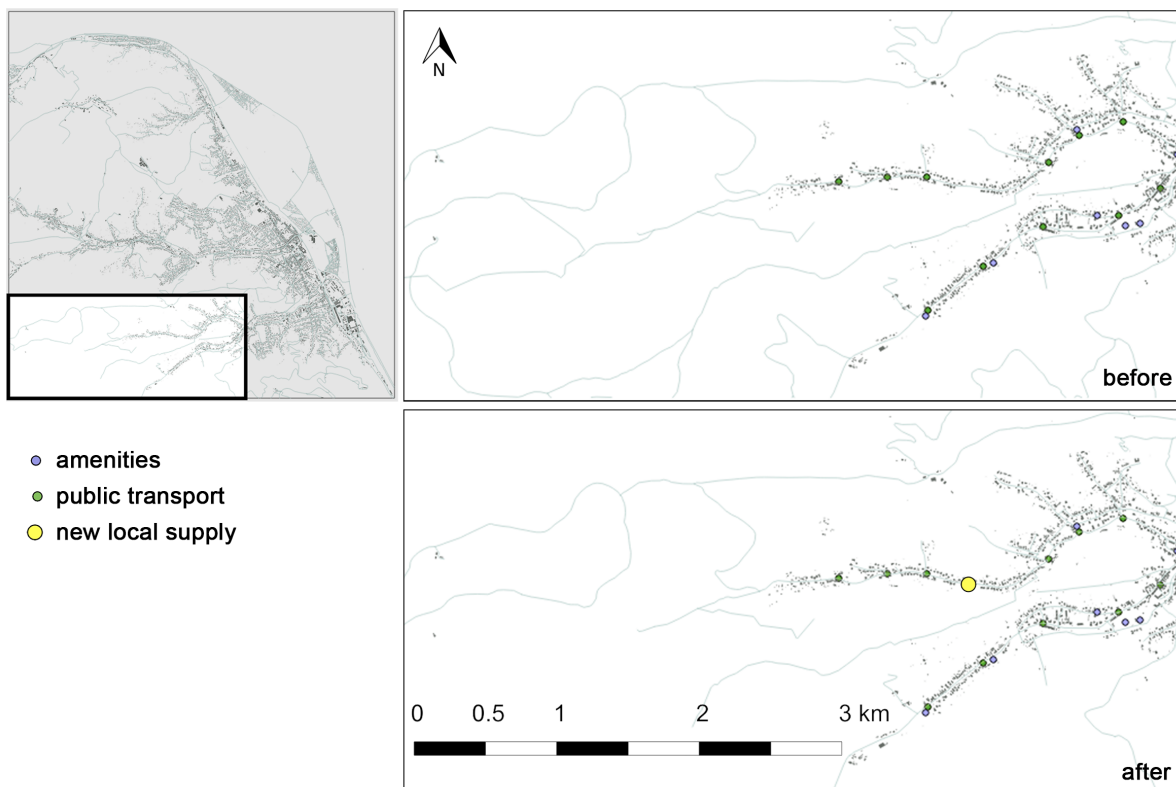 N
before
amenities
public transport
new local supply
0 0.5 1 2 3 km
after